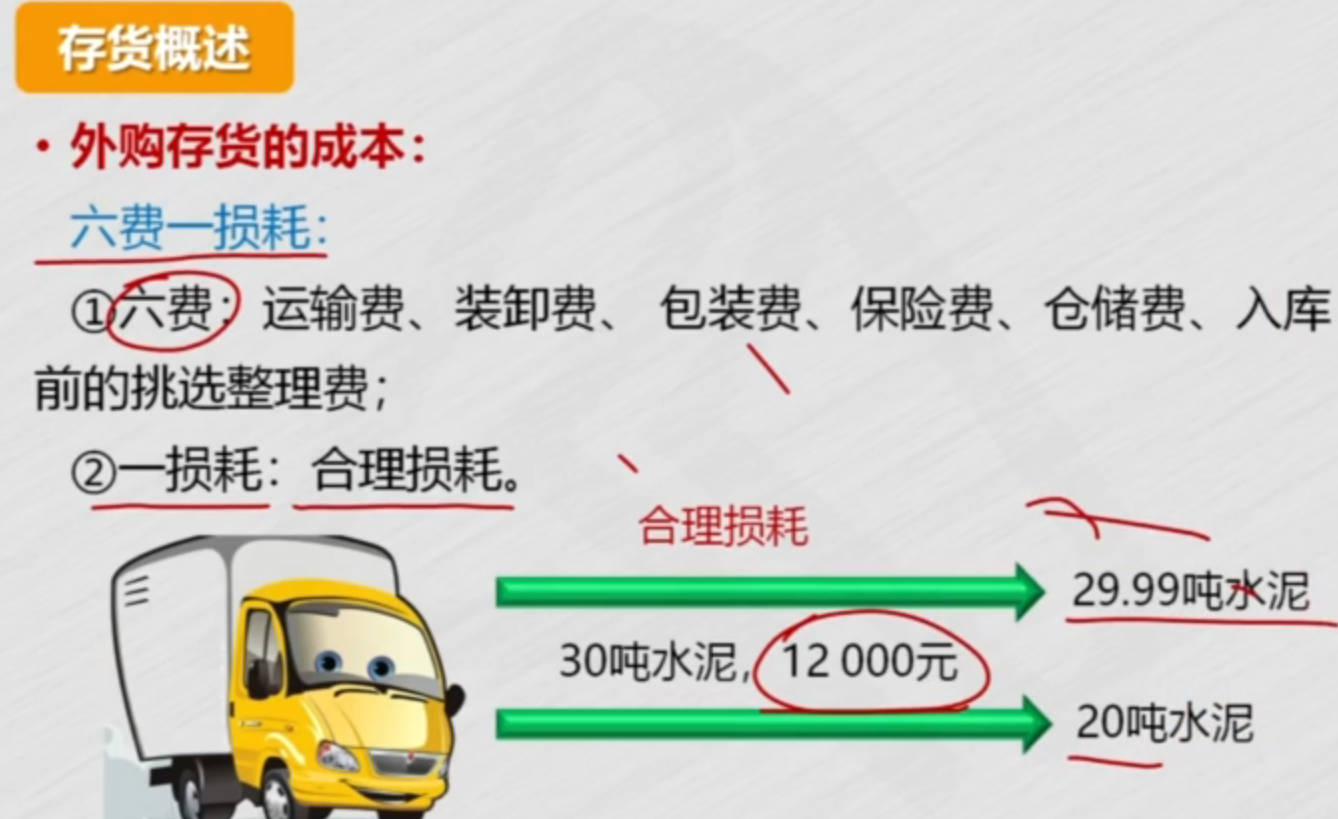 存货概述
• 外购存货的成本：
六费一损耗：
①六费：运输费、装卸费、包装费、保险费、仓储费、入库
前的挑选整理费；
②一损耗：合理损耗。
合理损耗
29.99吨水泥
30吨水泥，12 000元
20吨水泥